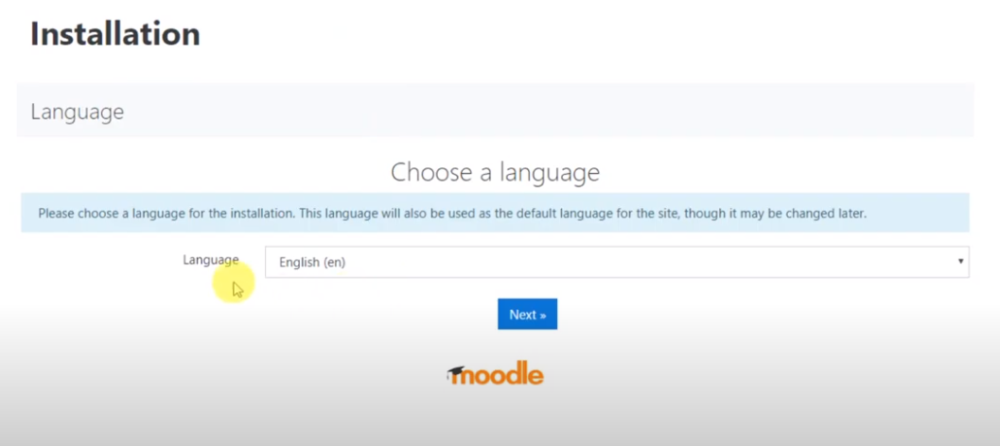 Installation
Language
Choose a language
Please choose a language for the installation. This language will also be used as the default language for the site, though it may be changed later.
Language
English (en)
Next »
moodle